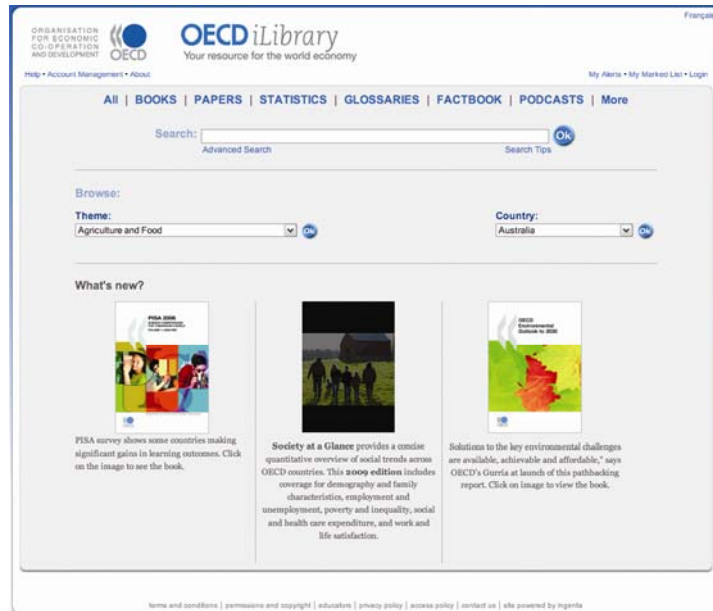 Français
ORGANISATION
FOR ECONOMIC
CO-OPERATION
AND DEVELOPMENT
OECD
OECD iLibrary
Your resource for the world economy
Help • Account Management • About
My Alerts • My Marked List • Login
All | BOOKS | PAPERS | STATISTICS | GLOSSARIES | FACTBOOK | PODCASTS | More
Search:
Ok
Advanced Search
Search Tips
Browse:
Theme:
Country:
Agriculture and Food
Ok
Australia
Ok
What's new?
PISA 2006
OECD
Environmental
Outlook to 2030
PISA survey shows some countries making
significant gains in learning outcomes. Click
on the image to see the book.
Society at a Glance provides a concise
quantitative overview of social trends across
OECD countries. This 2009 edition includes
coverage for demography and family
characteristics, employment and
unemployment, poverty and inequality, social
and health care expenditure, and work and
life satisfaction.
Solutions to the key environmental challenges
are available, achievable and affordable," says
OECD's Gurría at launch of this pathbacking
report. Click on image to view the book.
terms and conditions | permissions and copyright | educators | privacy policy | access policy | contact us | site powered by ingenta